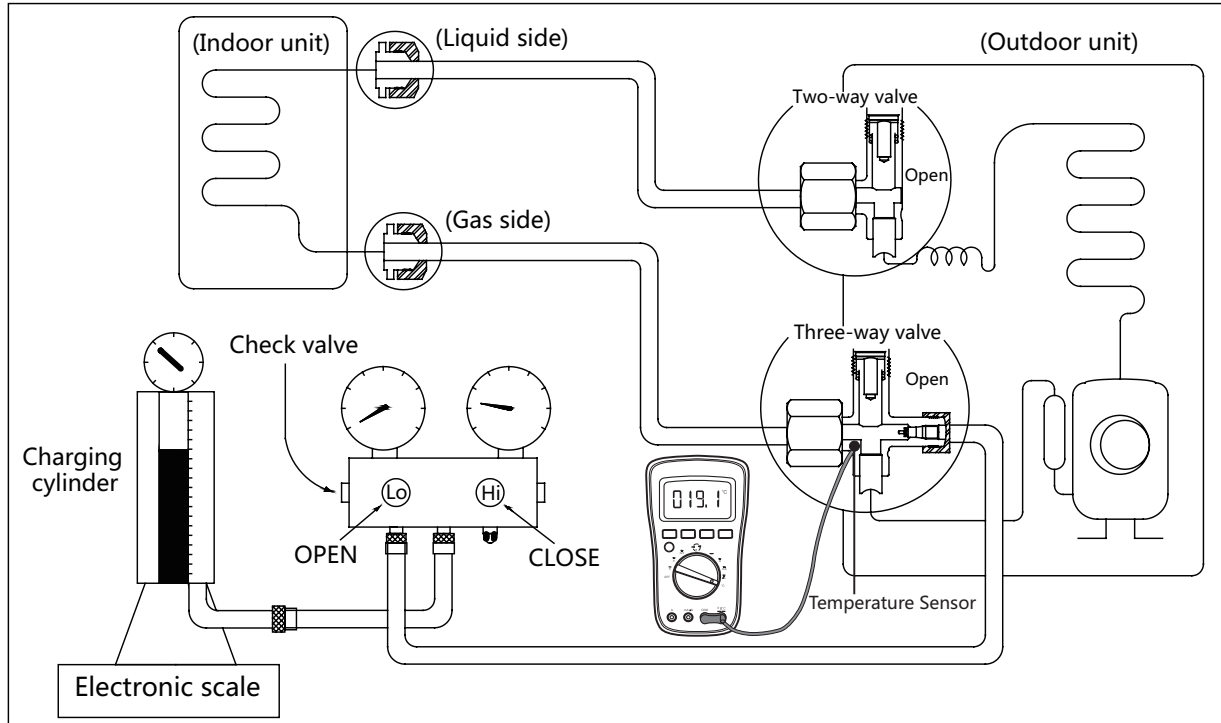 (Indoor unit)
(Liquid side)
(Outdoor unit)
Two-way valve
Open
(Gas side)
Three-way valve
Open
Check valve
Charging
cylinder
Lo
Hi
OPEN
CLOSE
019.1 °C
Temperature Sensor
Electronic scale